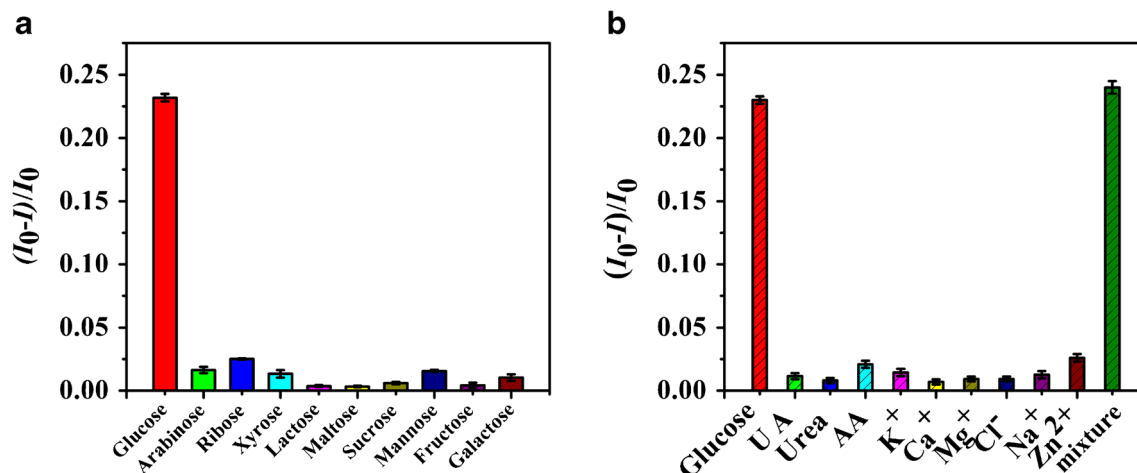 a
(I0-I)/I0
0.25
0.20
0.15
0.10
0.05
0.00
Glucose
Arabinose
Ribose
Xyrose
Lactose
Maltose
Sucrose
Mannose
Fructose
Galactose
b
(I0-I)/I0
0.25
0.20
0.15
0.10
0.05
0.00
Glucose
U A
Urea
AA
K +
Ca +
Mg +
Cl -
Na +
Zn 2+
mixture